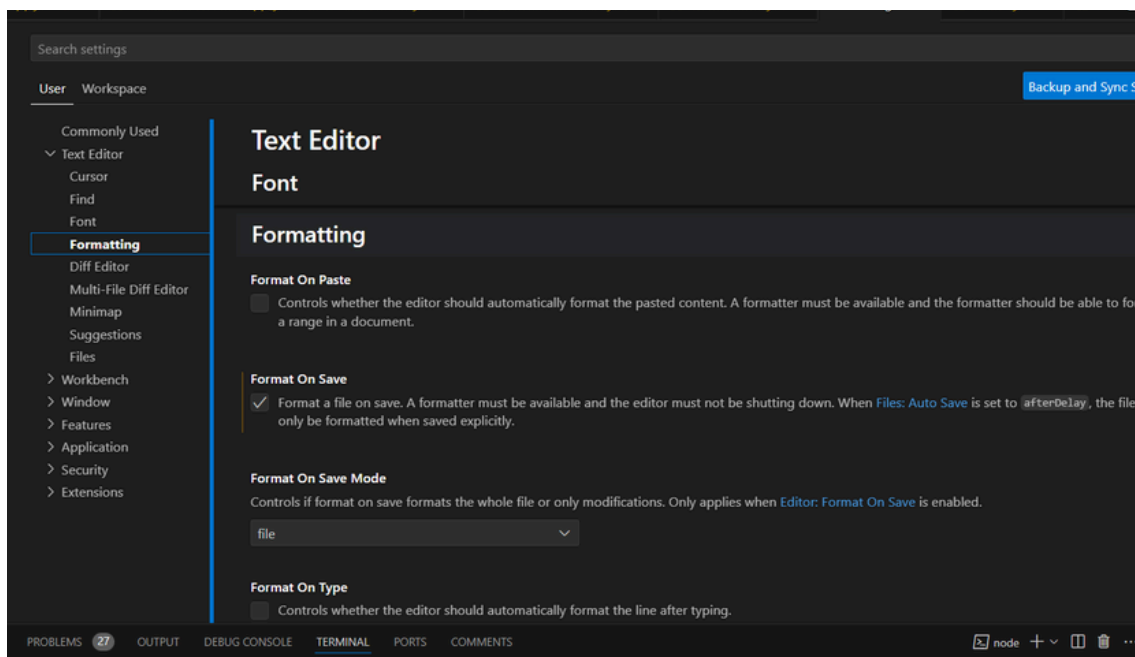 Search settings
User Workspace
Backup and Sync S
Commonly Used
Text Editor
Cursor
Find
Font
Formatting
Diff Editor
Multi-File Diff Editor
Minimap
Suggestions
Files
Workbench
Window
Features
Application
Security
Extensions
Text Editor
Font
Formatting
Format On Paste
Controls whether the editor should automatically format the pasted content. A formatter must be available and the formatter should be able to fo
a range in a document.
Format On Save
Format a file on save. A formatter must be available and the editor must not be shutting down. When Files: Auto Save is set to afterDelay, the file
only be formatted when saved explicitly.
Format On Save Mode
Controls if format on save formats the whole file or only modifications. Only applies when Editor: Format On Save is enabled.
file
Format On Type
Controls whether the editor should automatically format the line after typing.
PROBLEMS 27 OUTPUT DEBUG CONSOLE TERMINAL PORTS COMMENTS node